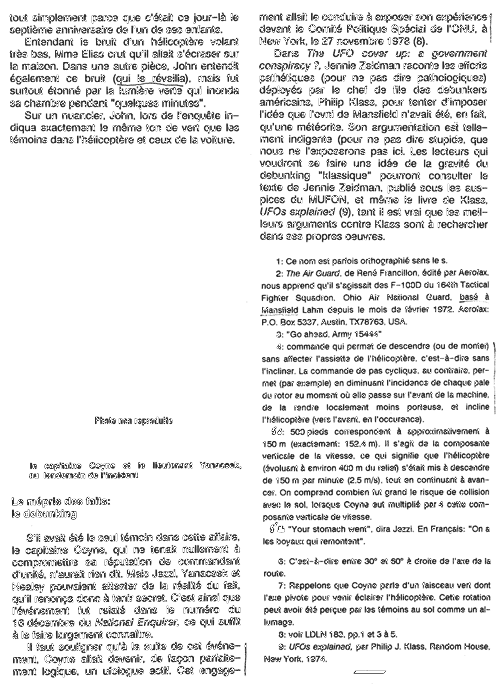 tout simplement parce que c'était ce jour-là le
septième anniversaire de l'un de ses enfants.
Entendant le bruit d'un hélicoptère volant
très bas, Mme Elias crut qu'il allait s'écraser sur
la maison. Dans une autre pièce, John entendit
également ce bruit (qui le réveilla), mais fut
surtout étonné par la lumière verte qui inonda
sa chambre pendant "quelques minutes".
Sur un nuancier, John, lors de l'enquête in-
diqua exactement le même ton de vert que les
témoins dans l'hélicoptère et ceux de la voiture.
Photo non reproduite
le capitaine Coyne et le lieutenant Yanacsek,
au lendemain de l'incident
Le mépris des faits:
le debunking
S'il avait été le seul témoin dans cette affaire,
le capitaine Coyne, qui ne tenait nullement à
compromettre sa réputation de commandant
d'unité, n'aurait rien dit. Mais Jezzi, Yanacsek et
Healey pouvaient attester de la réalité du fait,
qu'il renonça donc à tenir secret. C'est ainsi que
l'événement fut relaté dans le numéro du
16 décembre du National Enquirer, ce qui suffit
à le faire largement connaître.
Il faut souligner qu'à la suite de cet événe-
ment, Coyne allait devenir, de façon parfaite-
ment logique, un ufologue actif. Cet engage-
ment allait le conduire à exposer son expérience
devant le Comité Politique Spécial de l'ONU, à
New York, le 27 novembre 1978 (8).
Dans The UFO cover up: a government
conspiracy ?, Jennie Zeidman raconte les efforts
pathétiques (pour ne pas dire pathologiques)
déployés par le chef de file des debunkers
américains, Philip Klass, pour tenter d'imposer
l'idée que l'ovni de Mansfield n'avait été, en fait,
qu'une météorite. Son argumentation est telle-
ment indigente (pour ne pas dire stupide, que
nous ne l'exposerons pas ici. Les lecteurs qui
voudront se faire une idée de la gravité du
debunking "klassique" pourront consulter le
texte de Jennie Zeidman, publié sous les aus-
pices du MUFON, et même le livre de Klass,
UFOs explained (9), tant il est vrai que les meil-
leurs arguments contre Klass sont à rechercher
dans ses propres oeuvres.
1: Ce nom est parfois orthographié sans le s.
2: The Air Guard, de René Francillon, édité par Aerofax,
nous apprend qu'il s'agissait des F-100D du 164th Tactical
Fighter Squadron, Ohio Air National Guard, basé à
Mansfield Lahm depuis le mois de février 1972. Aerofax:
P.O. Box 5337, Austin, TX78763, USA.
3: "Go ahead, Army 15444"
4: commande qui permet de descendre (ou de monter)
sans affecter l'assiette de l'hélicoptère, c'est-à-dire sans
l'incliner. La commande de pas cyclique, au contraire, per-
met (par exemple) en diminuant l'incidence de chaque pale
du rotor au moment où elle passe sur l'avant de la machine,
de la rendre localement moins porteuse, et incline
l'hélicoptère (vers l'avant, en l'occurence).
500 pieds correspondent à approximativement à
150 m (exactement: 152,4 m). Il s'agit de la composante
verticale de la vitesse, ce qui signifie que l'hélicoptère
(évoluant à environ 400 m du relief) s'était mis à descendre
de 150 m par minute (2,5 m/s), tout en continuant à avan-
cer. On comprend combien fut grand le risque de collision
avec le sol, lorsque Coyne eut multiplié par 4 cette com-
posante verticale de vitesse.
"Your stomach went", dira Jezzi. En Français: "On a
les boyaux qui remontent".
6: C'est-à-dire entre 30° et 60° à droite de l'axe de la
route.
7: Rappelons que Coyne parla d'un faisceau vert dont
l'axe pivota pour venir éclairer l'hélicoptère. Cette rotation
peut avoir été perçue par les témoins au sol comme un al-
lumage.
8: voir LDLN 183, pp.1 et 3 à 5.
9: UFOs explained, par Philip J. Klass, Random House,
New York, 1974.